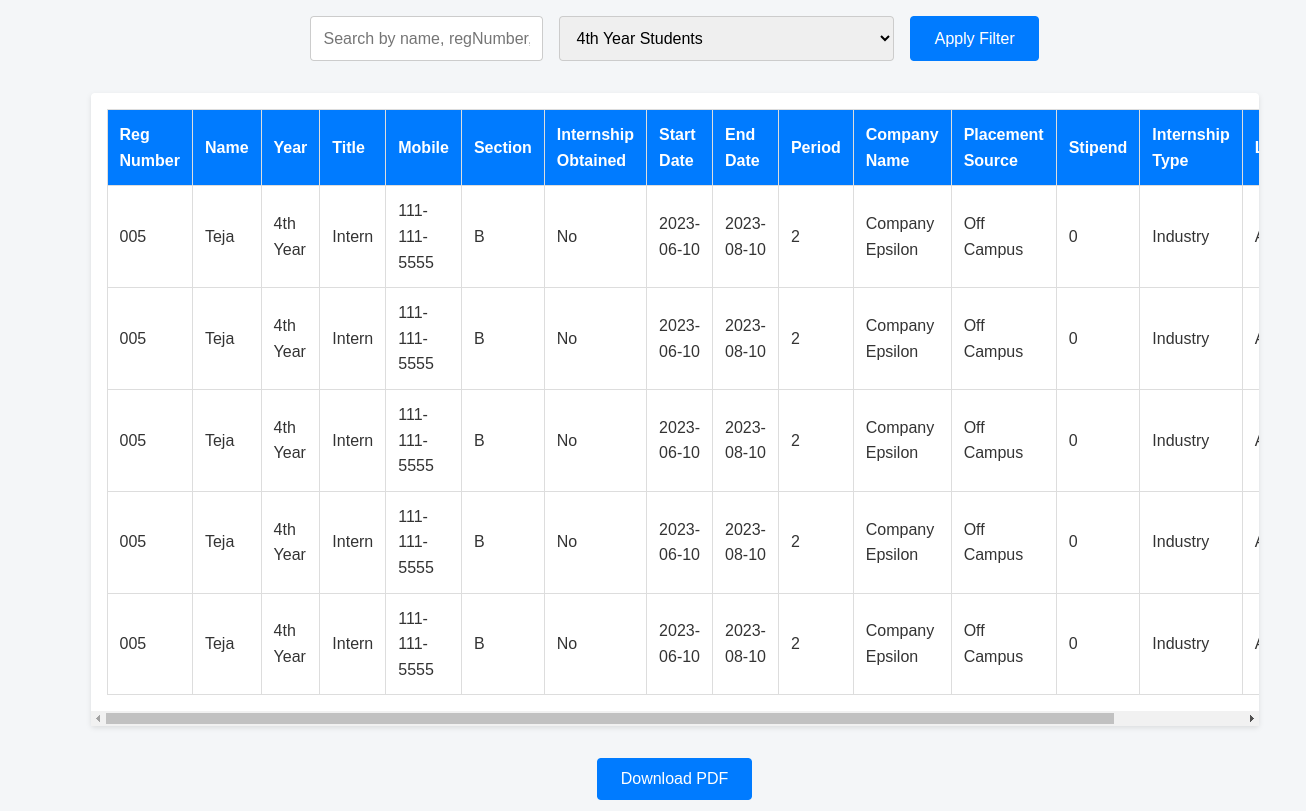 Search by name, regNumber, 4th Year Students Apply Filter
Reg Number Name Year Title Mobile Section Internship Obtained Start Date End Date Period Company Name Placement Source Stipend Internship Type
005 Teja 4th Year Intern 111-111-5555 B No 2023-06-10 2023-08-10 2 Company Epsilon Off Campus 0 Industry
005 Teja 4th Year Intern 111-111-5555 B No 2023-06-10 2023-08-10 2 Company Epsilon Off Campus 0 Industry
005 Teja 4th Year Intern 111-111-5555 B No 2023-06-10 2023-08-10 2 Company Epsilon Off Campus 0 Industry
005 Teja 4th Year Intern 111-111-5555 B No 2023-06-10 2023-08-10 2 Company Epsilon Off Campus 0 Industry
005 Teja 4th Year Intern 111-111-5555 B No 2023-06-10 2023-08-10 2 Company Epsilon Off Campus 0 Industry
Download PDF